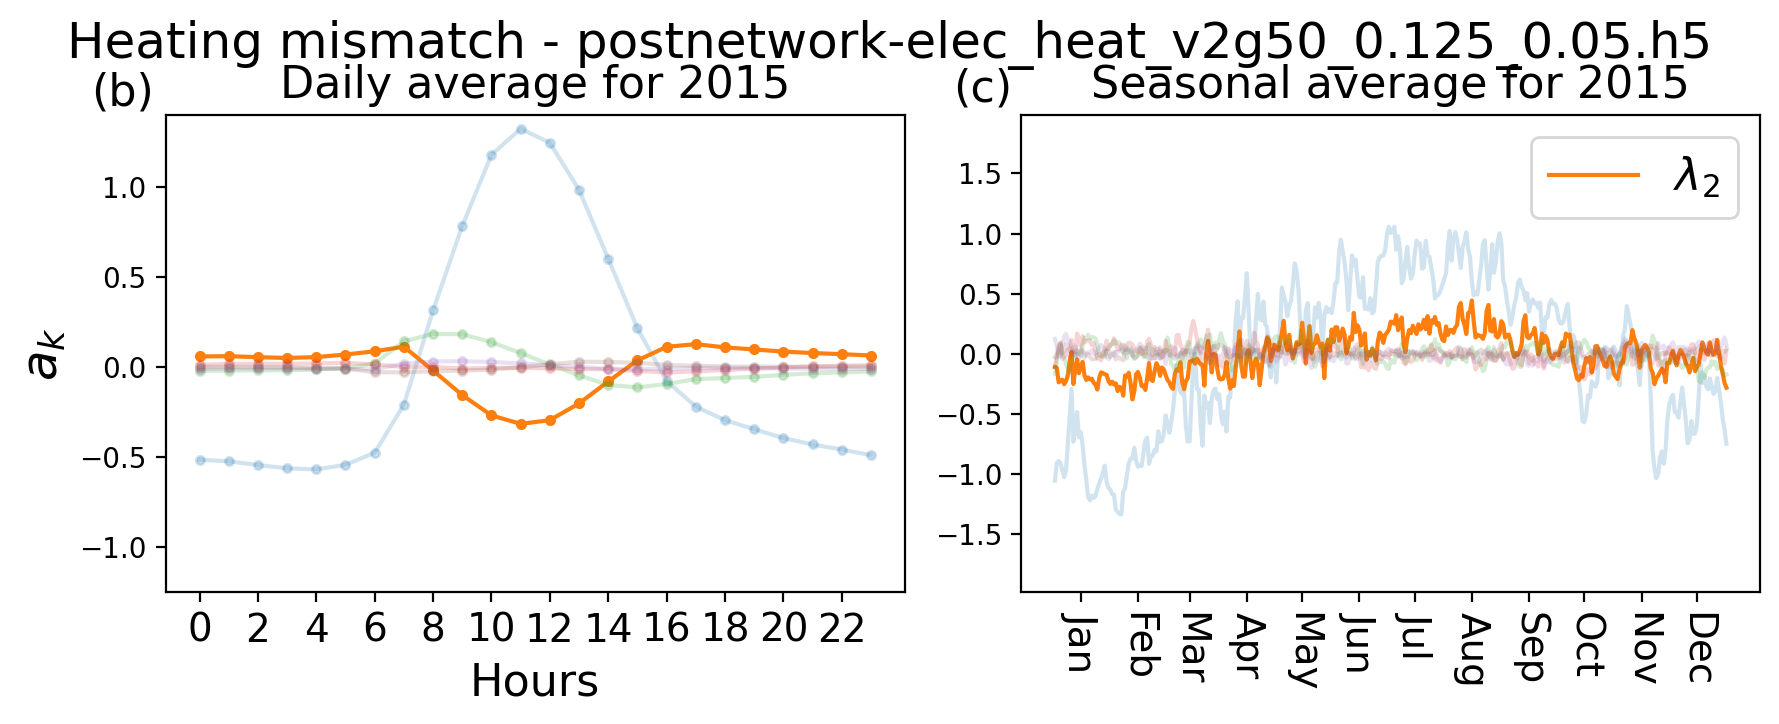 Heating mismatch - postnetwork-elec_heat_v2g50_0.125_0.05.h5
(b)
Daily average for 2015
1.0
0.5
0.0
−0.5
−1.0
a_k
0 2 4 6 8 10 12 14 16 18 20 22
Hours
(c)
Seasonal average for 2015
λ_2
1.5
1.0
0.5
0.0
−0.5
−1.0
−1.5
Jan Feb Mar Apr May Jun Jul Aug Sep Oct Nov Dec